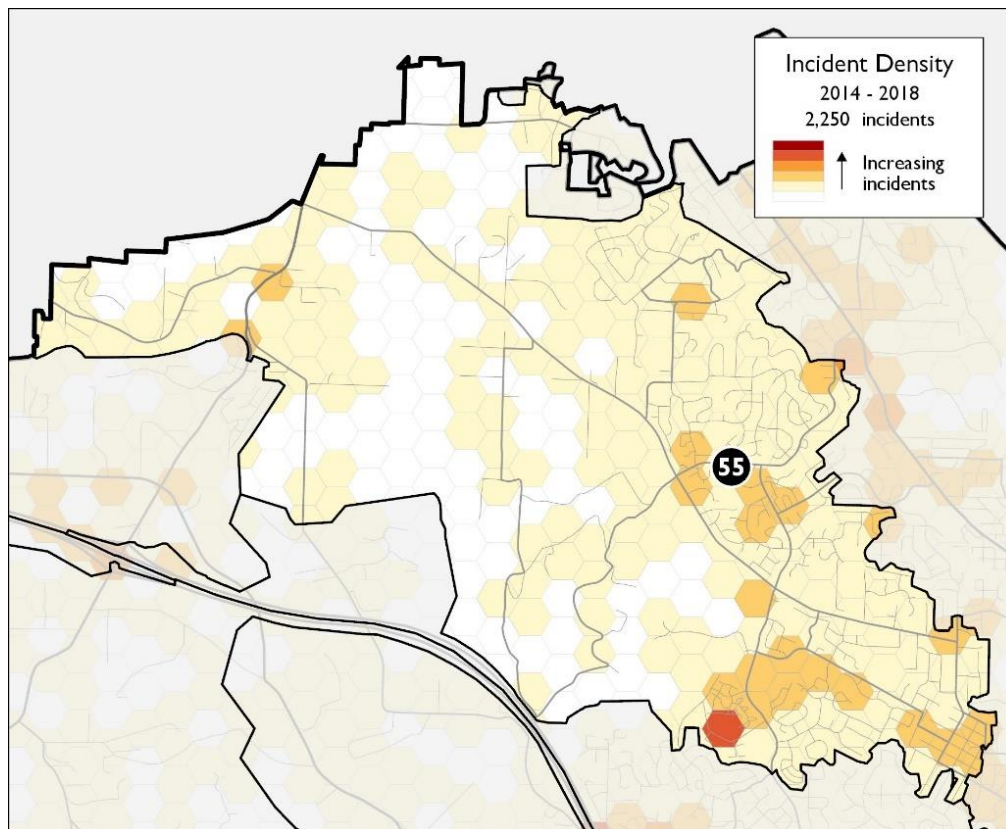 Incident Density
2014 - 2018
2,250 incidents
Increasing
incidents
55